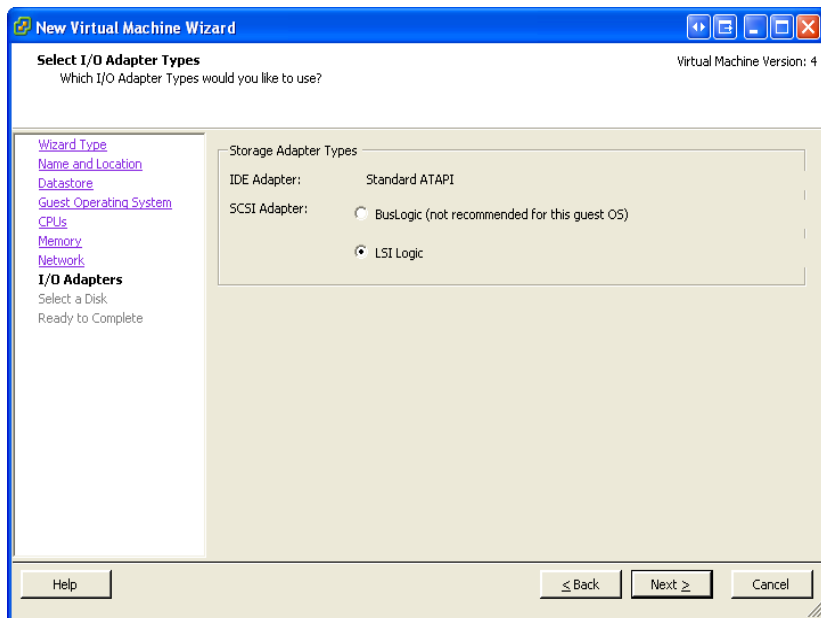 New Virtual Machine Wizard
Select I/O Adapter Types
Which I/O Adapter Types would you like to use?
Virtual Machine Version: 4
Wizard Type
Name and Location
Datastore
Guest Operating System
CPUs
Memory
Network
I/O Adapters
Select a Disk
Ready to Complete
Storage Adapter Types
IDE Adapter: Standard ATAPI
SCSI Adapter: BusLogic (not recommended for this guest OS)
LSI Logic
Help
< Back
Next >
Cancel